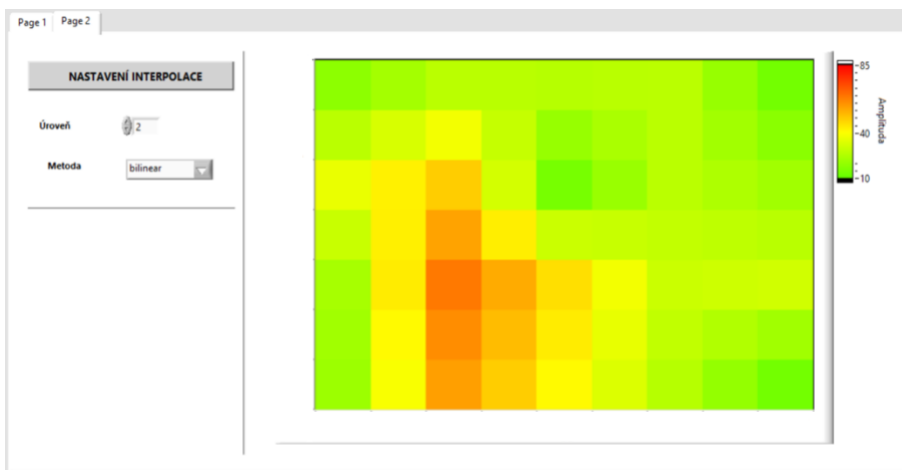 Page 1 Page 2
NASTAVENÍ INTERPOLACE
Úroveň 2
Metoda bilinear
85
40
10
Amplituda